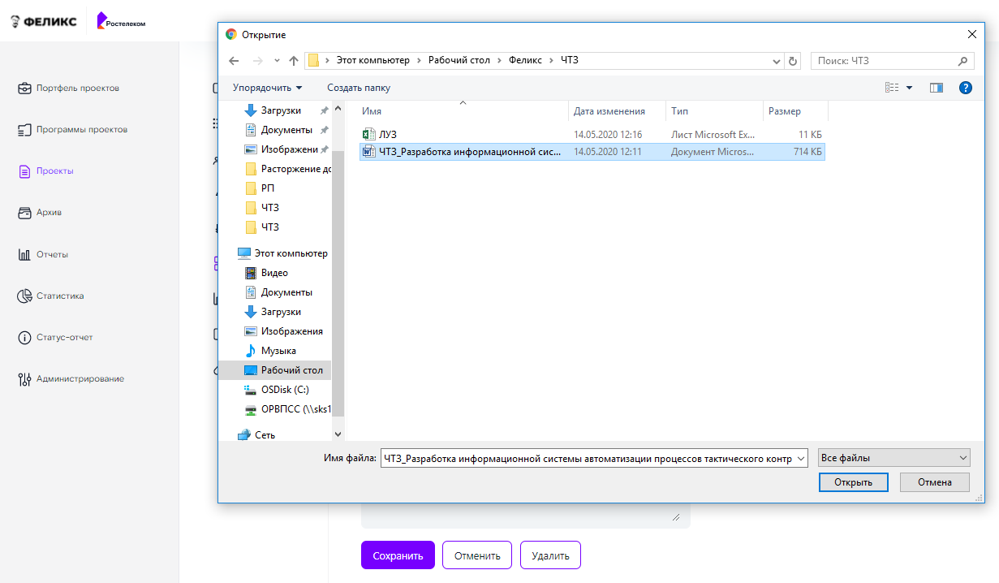 ФЕЛИКС
Ростелеком
Портфель проектов
Программы проектов
Проекты
Архив
Отчеты
Статистика
Статус-отчет
Администрирование
Открытие
Этот компьютер > Рабочий стол > Феликс > ЧТЗ
Поиск: ЧТЗ
Упорядочить
Создать папку
Загрузки
Документы
Изображени
Расторжение до
РП
ЧТЗ
ЧТЗ
Этот компьютер
Видео
Документы
Загрузки
Изображения
Музыка
Рабочий стол
OSDisk (C:)
ОРВПСС (\\sks1
Сеть
Имя Дата изменения Тип Размер
ЛУЗ 14.05.2020 12:16 Лист Microsoft Ex... 11 КБ
ЧТЗ_Разработка информационной сис... 14.05.2020 12:11 Документ Micros... 714 КБ
Имя файла: ЧТЗ_Разработка информационной системы автоматизации процессов тактического контр
Все файлы
Открыть
Отмена
Сохранить
Отменить
Удалить